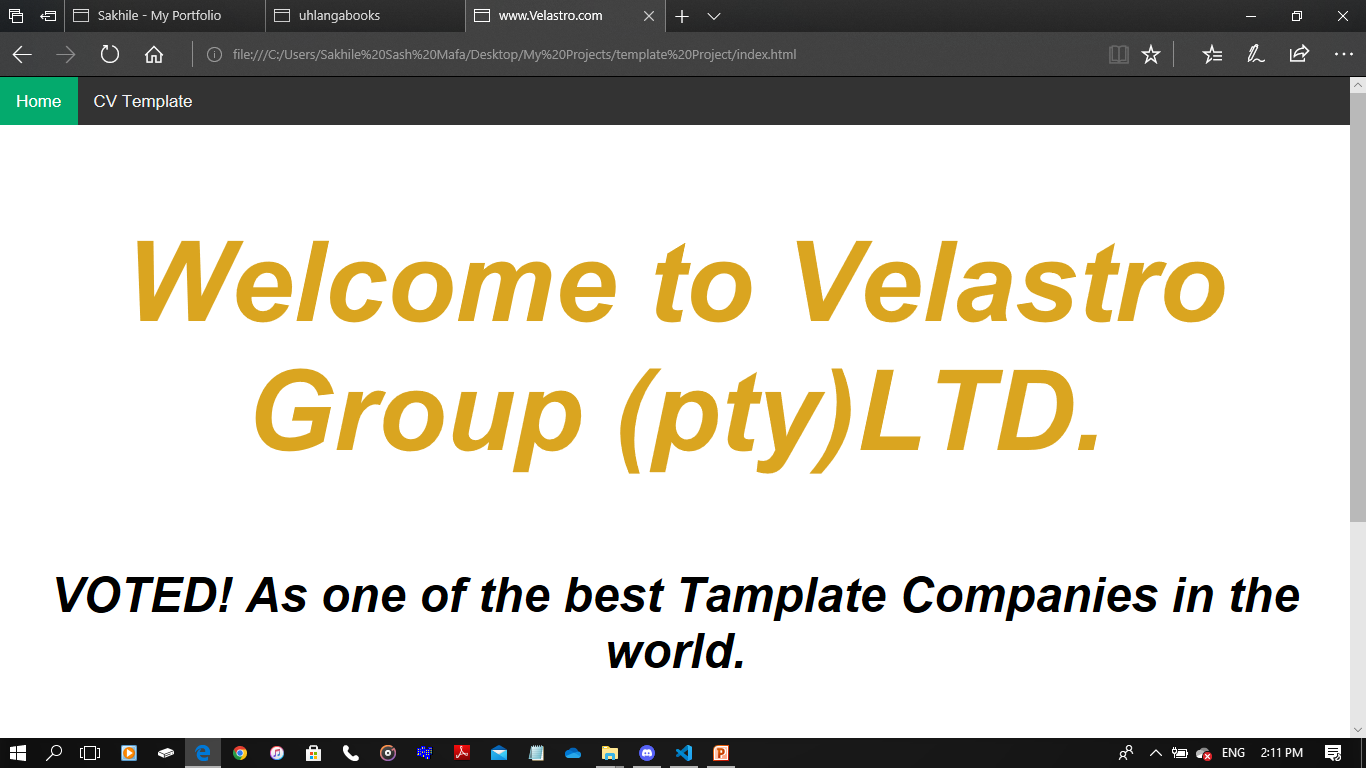 Sakhile - My Portfolio
uhlangabooks
www.Velastro.com
file:///C:/Users/Sakhile%20Sash%20Mafa/Desktop/My%20Projects/template%20Project/index.html
Home
CV Template
Welcome to Velastro
Group (pty)LTD.
VOTED! As one of the best Tamplate Companies in the
world.
ENG
2:11 PM